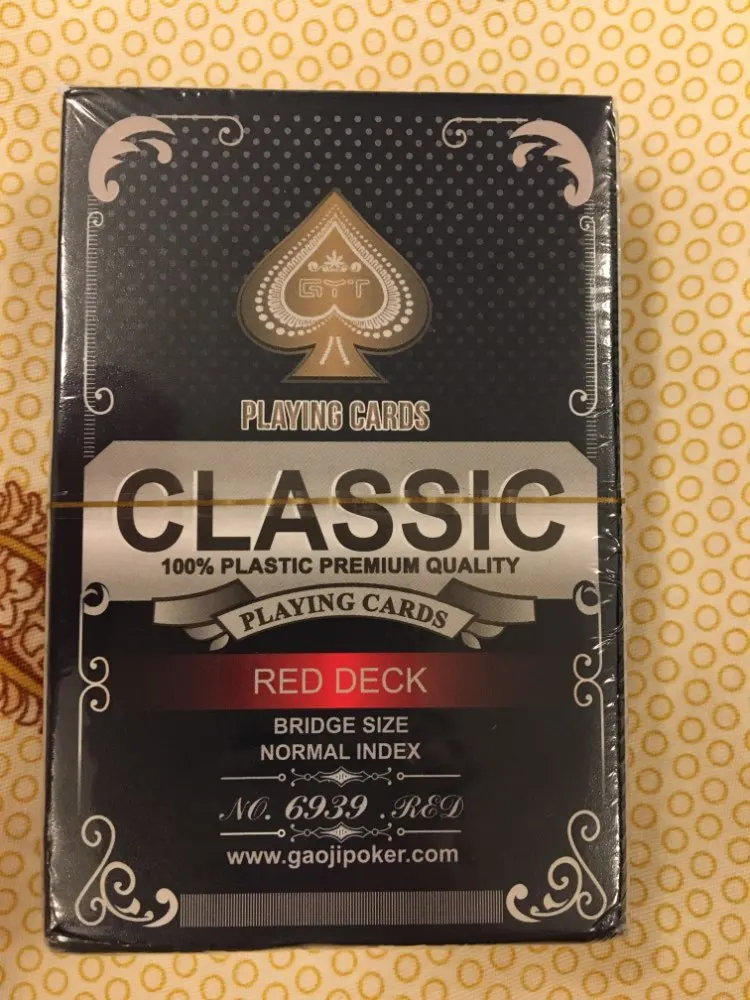 GYT
PLAYING CARDS
CLASSIC
100% PLASTIC PREMIUM QUALITY
PLAYING CARDS
RED DECK
BRIDGE SIZE
NORMAL INDEX
NO. 6939 .RED
www.gaojipoker.com